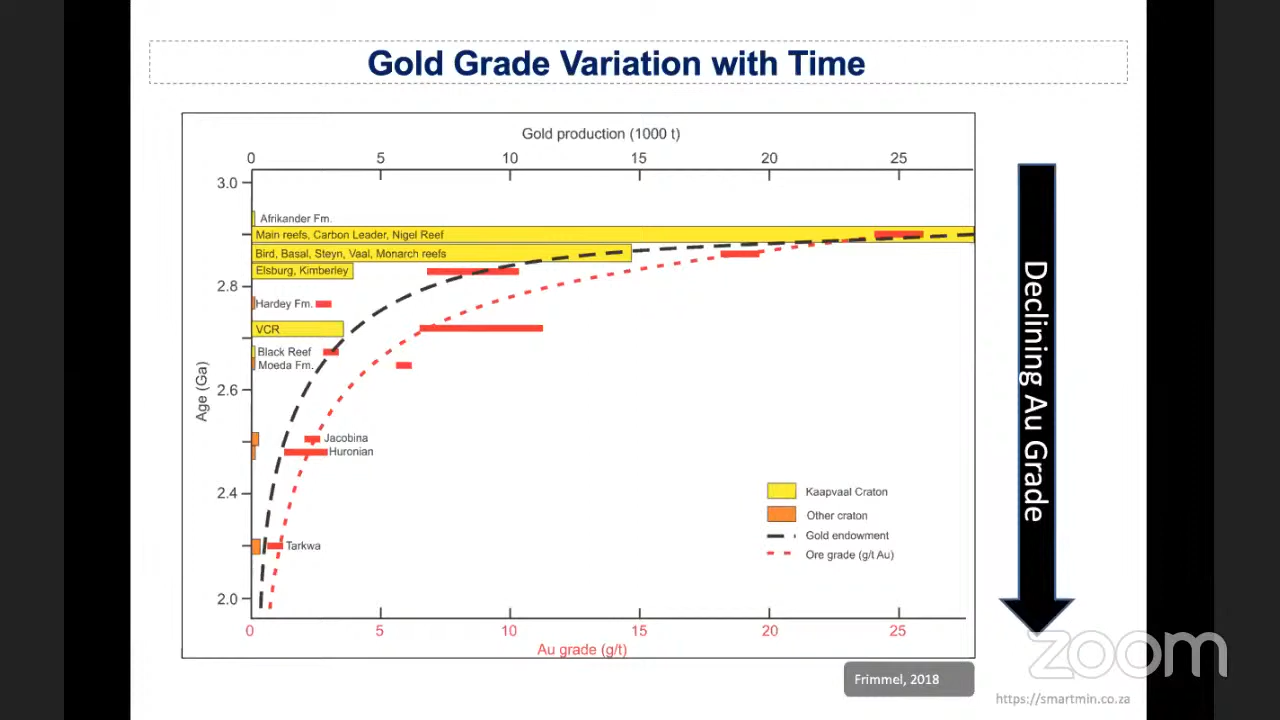 Gold Grade Variation with Time
Gold production (1000 t)
0 5 10 15 20 25
3.0
Afrikander Fm.
Main reefs, Carbon Leader, Nigel Reef
Bird, Basal, Steyn, Vaal, Monarch reefs
Elsburg, Kimberley
2.8
Hardey Fm.
VCR
Black Reef
Moeda Fm.
Age (Ga)
2.6
Jacobina
Huronian
2.4
Kaapvaal Craton
Other craton
Gold endowment
Ore grade (g/t Au)
Tarkwa
2.0
0 5 10 15 20 25
Au grade (g/t)
Declining Au Grade
Frimmel, 2018
zoom
https://smartmin.co.za